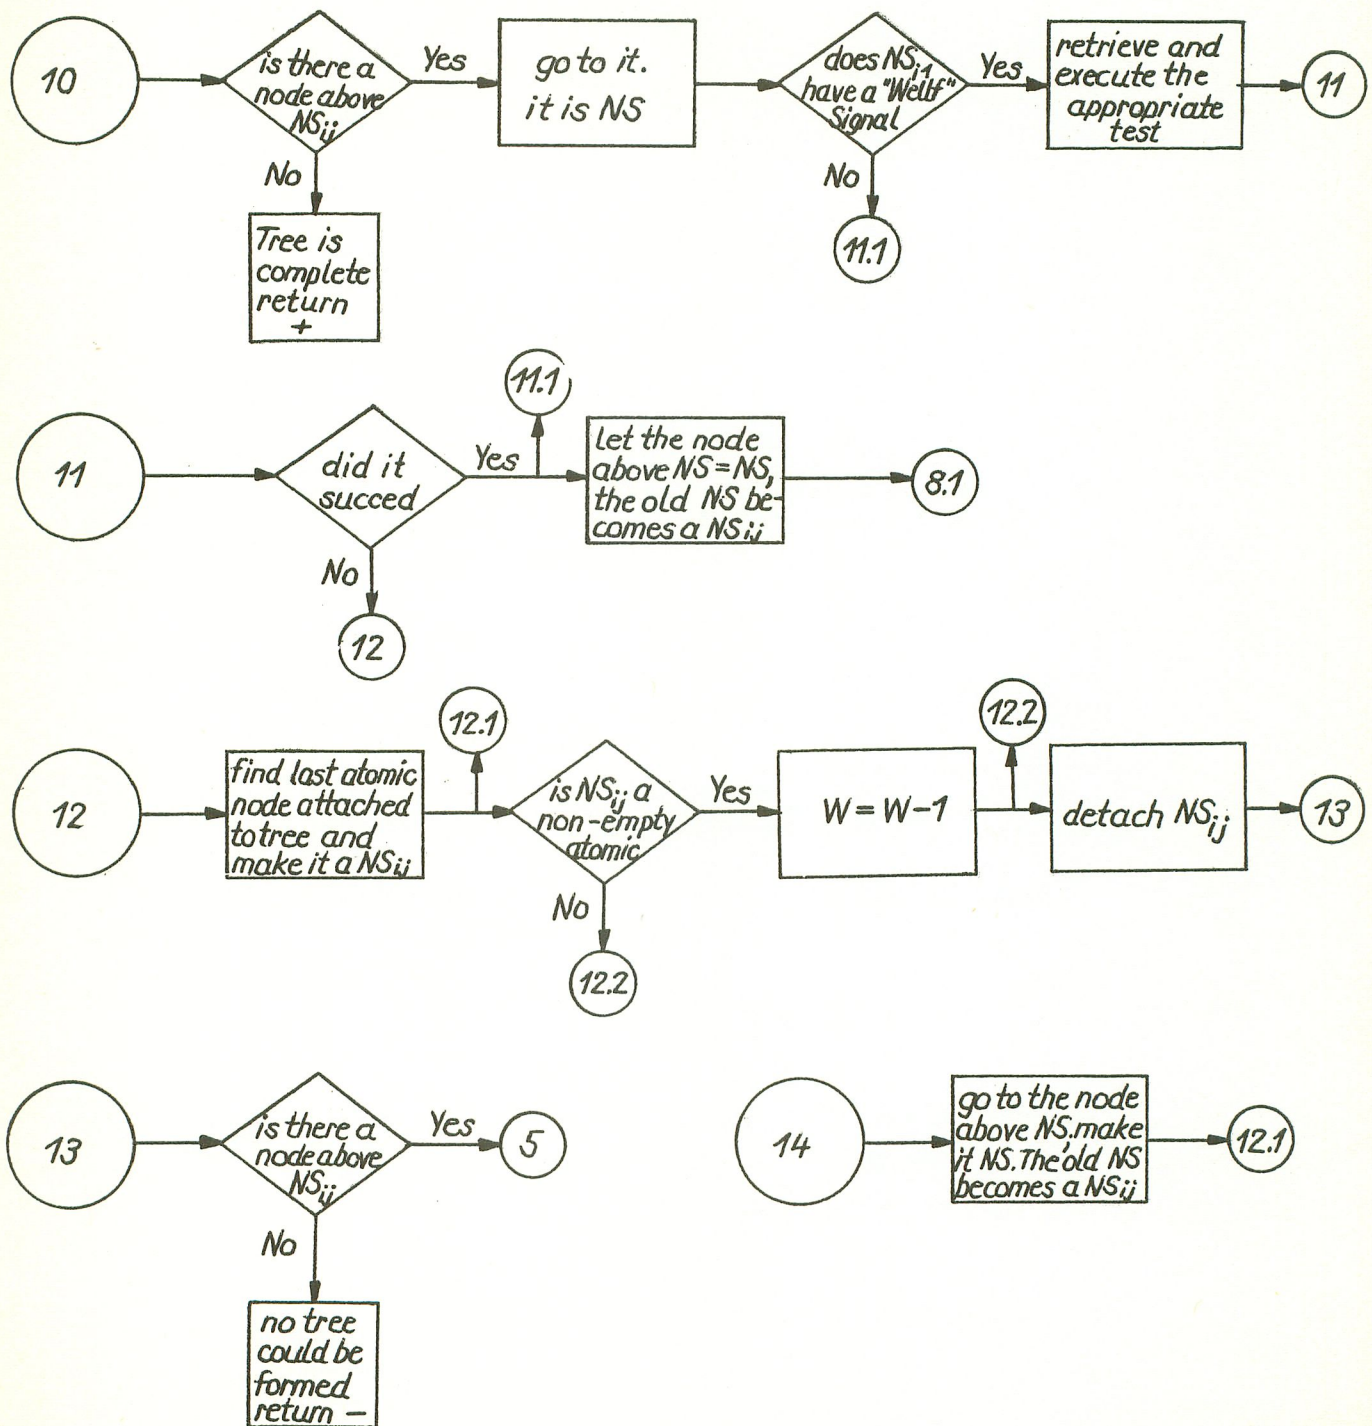 10
is there a
node above
NSij
Yes
go to it.
it is NS
does NSi1
have a "Wellf"
Signal
Yes
retrieve and
execute the
appropriate
test
11
No
Tree is
complete
return
+
No
11.1
11
did it
succed
Yes
11.1
let the node
above NS=NS,
the old NS be-
comes a NSij
8.1
No
12
12
find last atomic
node attached
to tree and
make it a NSij
12.1
is NSij a
non-empty
atomic
Yes
W=W-1
12.2
detach NSij
13
No
12.2
13
is there a
node above
NSij
Yes
5
No
no tree
could be
formed
return –
14
go to the node
above NS. make
it NS. The old NS
becomes a NSij
12.1